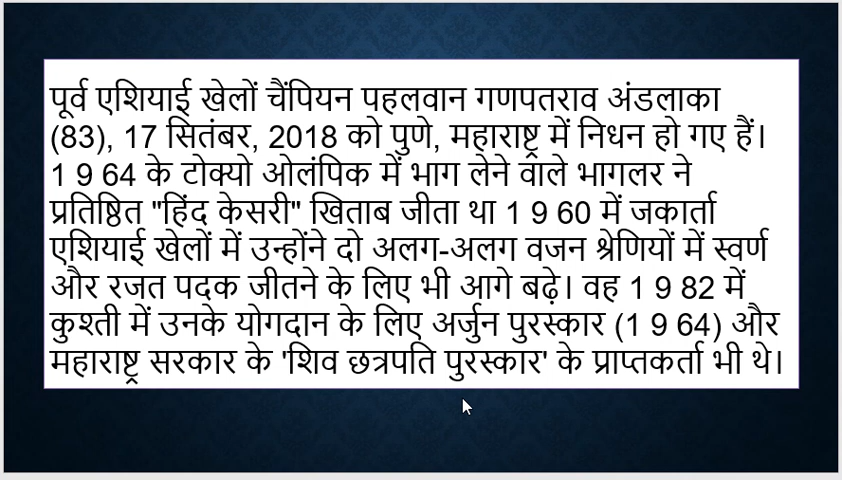 पूर्व एशियाई खेलों चैंपियन पहलवान गणपतराव अंडलाका
(83), 17 सितंबर, 2018 को पुणे, महाराष्ट्र में निधन हो गए हैं।
1 9 64 के टोक्यो ओलंपिक में भाग लेने वाले भागलर ने
प्रतिष्ठित "हिंद केसरी" खिताब जीता था 1 9 60 में जकार्ता
एशियाई खेलों में उन्होंने दो अलग-अलग वजन श्रेणियों में स्वर्ण
और रजत पदक जीतने के लिए भी आगे बढ़े। वह 1 9 82 में
कुश्ती में उनके योगदान के लिए अर्जुन पुरस्कार (1 9 64) और
महाराष्ट्र सरकार के 'शिव छत्रपति पुरस्कार' के प्राप्तकर्ता भी थे।